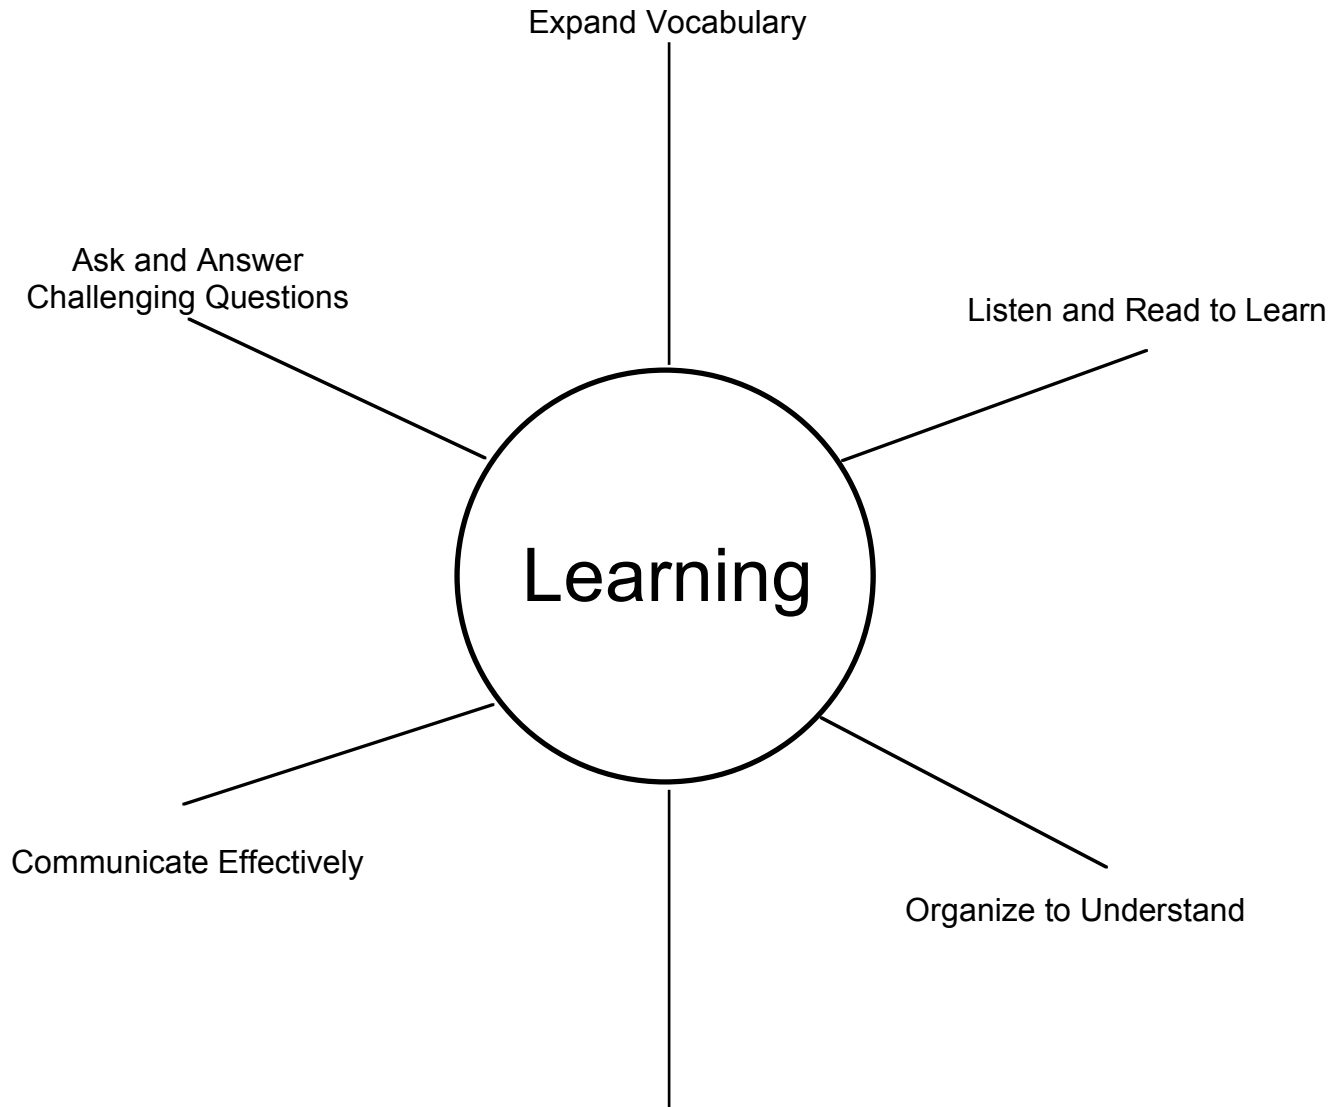 Expand Vocabulary
Ask and Answer
Challenging Questions
Listen and Read to Learn
Learning
Communicate Effectively
Organize to Understand